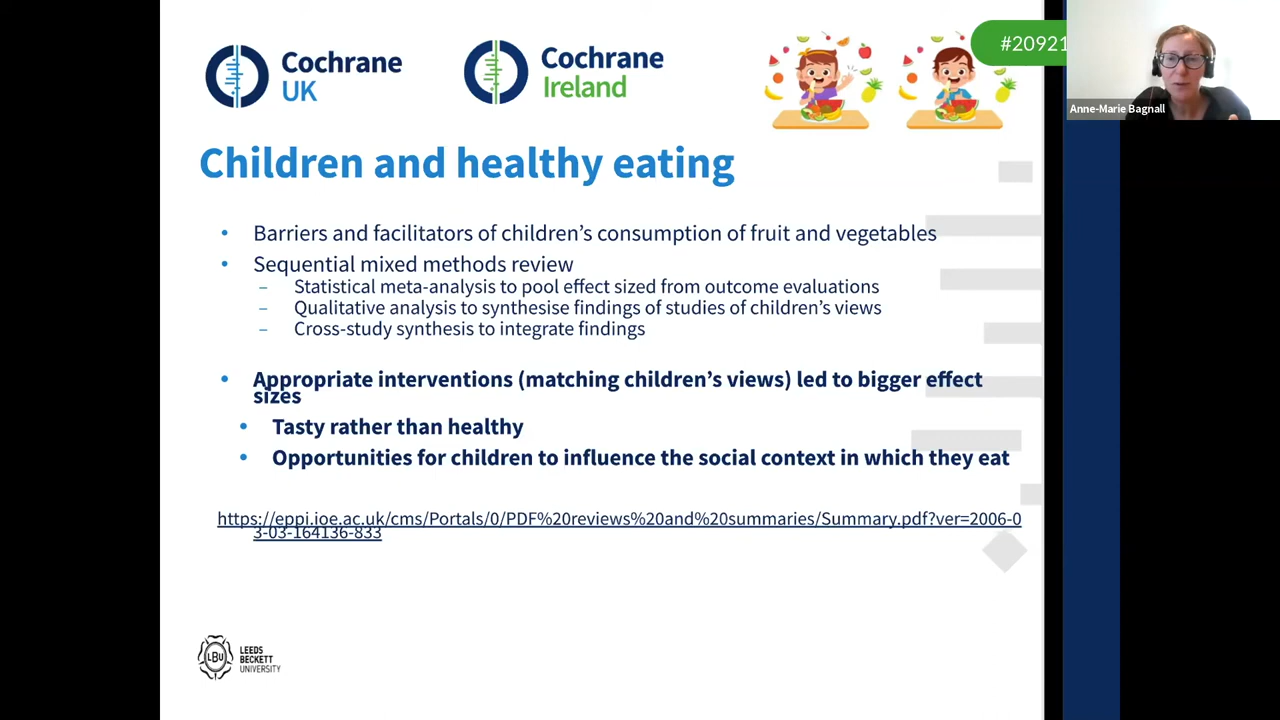 Cochrane
UK
Cochrane
Ireland
#20921
Anne-Marie Bagnall
Children and healthy eating
• Barriers and facilitators of children's consumption of fruit and vegetables
• Sequential mixed methods review
– Statistical meta-analysis to pool effect sized from outcome evaluations
– Qualitative analysis to synthesise findings of studies of children's views
– Cross-study synthesis to integrate findings
• Appropriate interventions (matching children's views) led to bigger effect
sizes
• Tasty rather than healthy
• Opportunities for children to influence the social context in which they eat
https://eppi.ioe.ac.uk/cms/Portals/0/PDF%20reviews%20and%20summaries/Summary.pdf?ver=2006-0
3-03-164136-833
LBU
LEEDS
BECKETT
UNIVERSITY